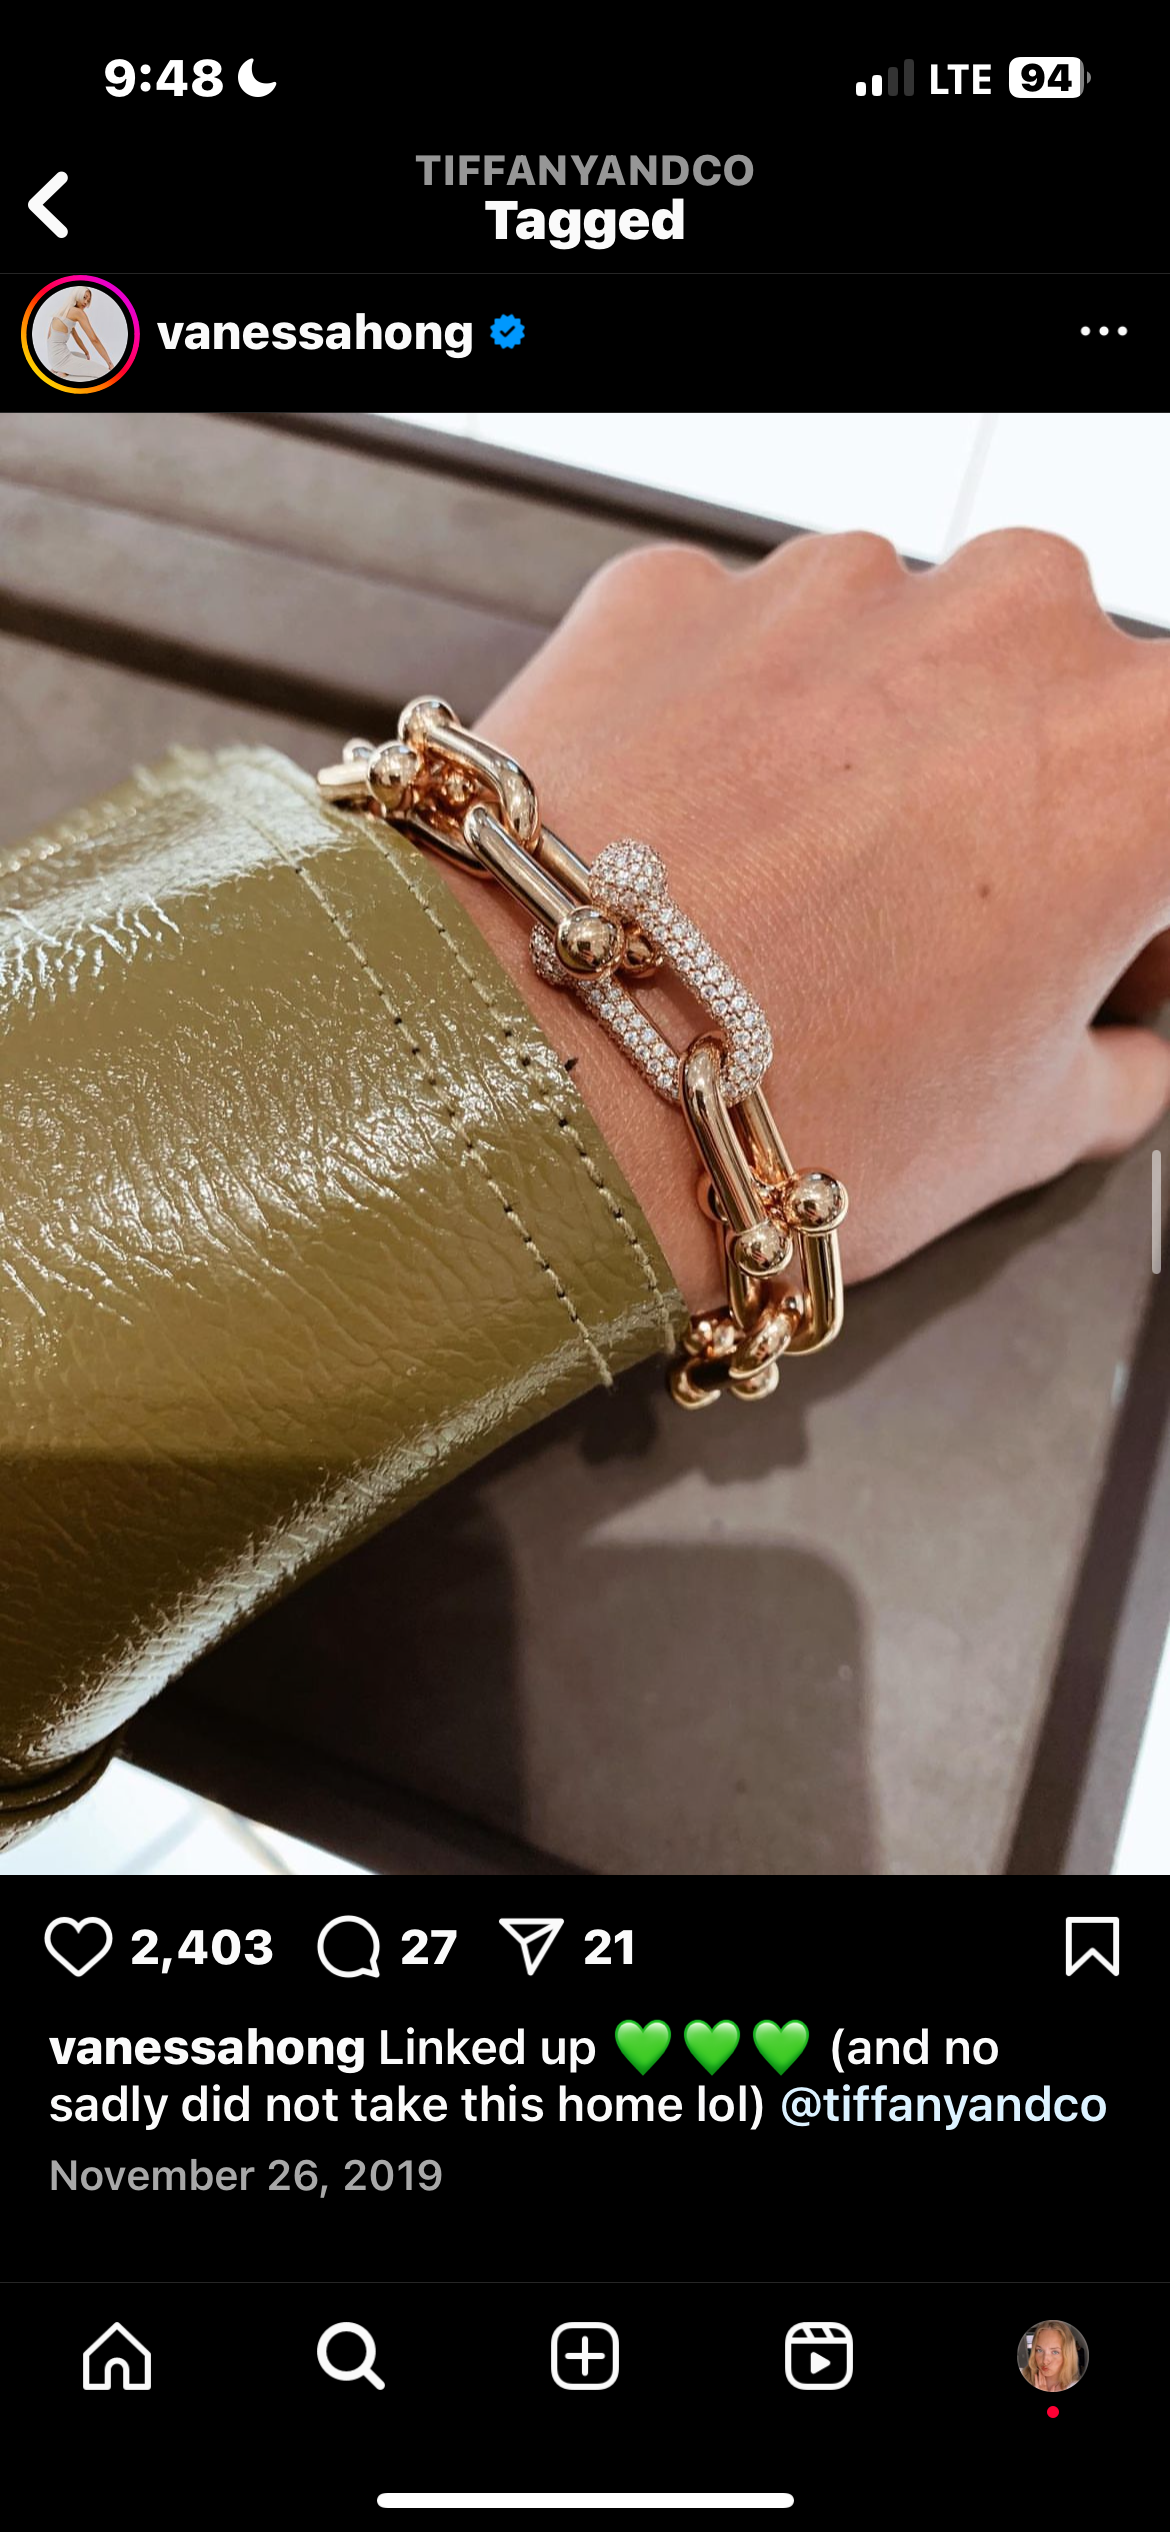 9:48
LTE 94
TIFFANYANDCO
Tagged
vanessahong
2,403 27 21
vanessahong Linked up 💚💚💚 (and no
sadly did not take this home lol) @tiffanyandco
November 26, 2019